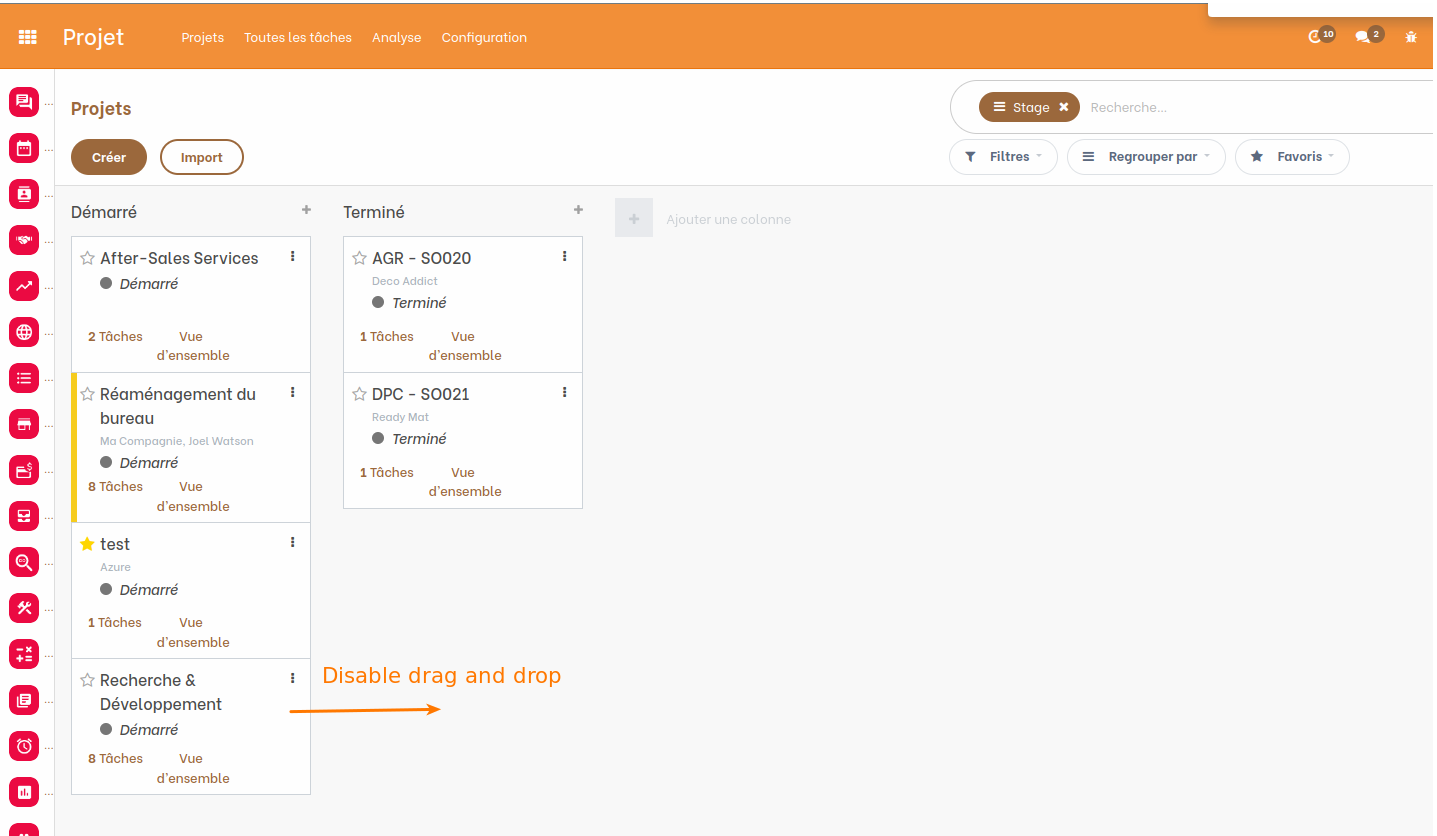 Projet
Projets
Toutes les tâches
Analyse
Configuration
10
2
Projets
Stage
Recherche...
Créer
Import
Filtres
Regrouper par
Favoris
Démarré
After-Sales Services
Démarré
2 Tâches
Vue
d'ensemble
Réaménagement du
bureau
Ma Compagnie, Joel Watson
Démarré
8 Tâches
Vue
d'ensemble
test
Azure
Démarré
1 Tâches
Vue
d'ensemble
Recherche &
Développement
Démarré
8 Tâches
Vue
d'ensemble
Terminé
AGR - SO020
Deco Addict
Terminé
1 Tâches
Vue
d'ensemble
DPC - SO021
Ready Mat
Terminé
1 Tâches
Vue
d'ensemble
Ajouter une colonne
Disable drag and drop